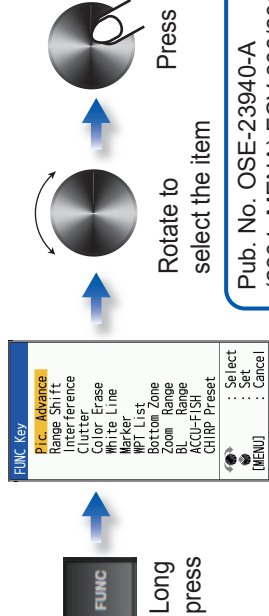 FUNC
Long
press
FUNC Key
Pic. Advance
Range Shift
Interference
Clutter
Color Erase
White Line
Marker
WPT List
Bottom Zone
Zoom Range
BL Range
ACCU-FISH
CHIRP Preset
: Select
: Set
[MENU] : Cancel
Rotate to
select the item
Press
Pub. No. OSE-23940-A